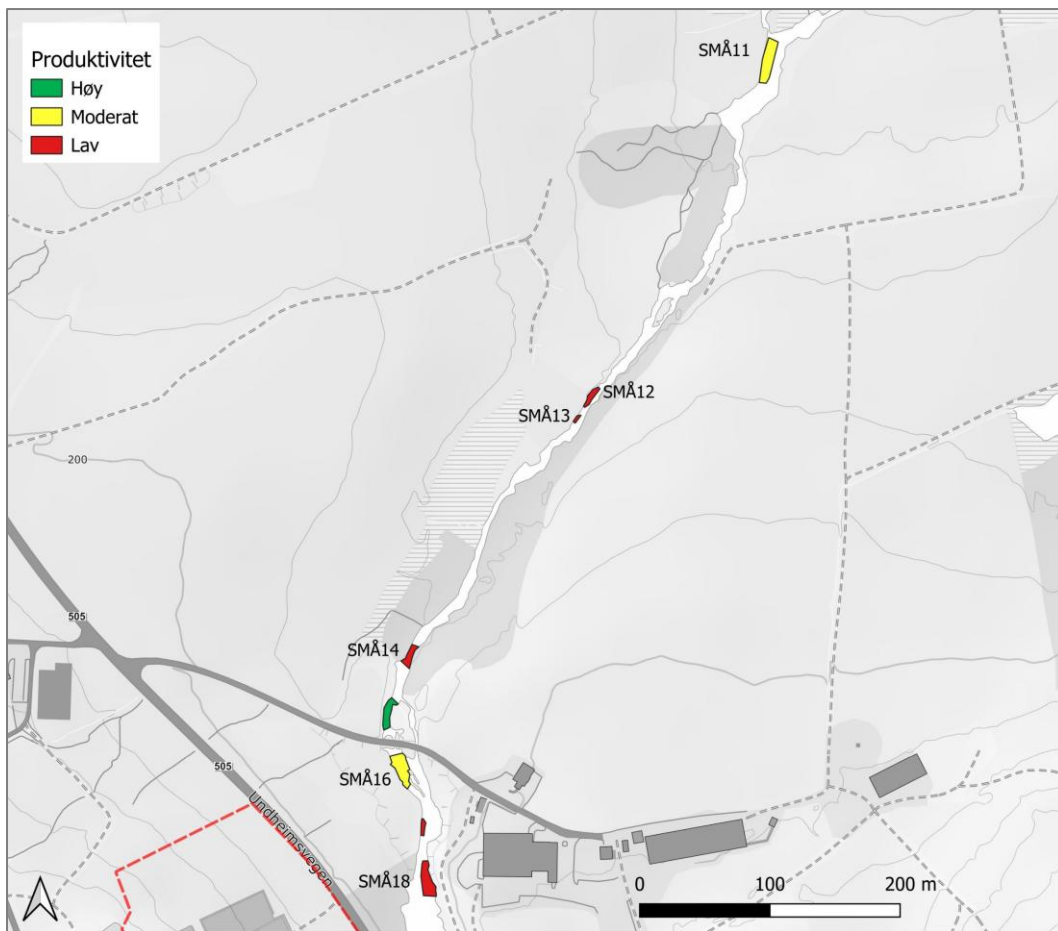 Produktivitet
Høy
Moderat
Lav
SMÅ11
SMÅ12
SMÅ13
200
505
SMÅ14
505
SMÅ16
Undheimsvegen
SMÅ18
0 100 200 m